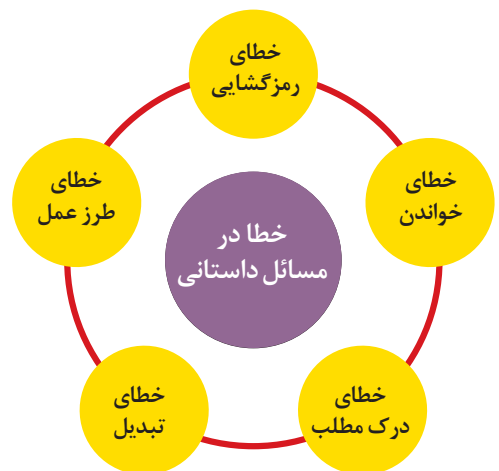 خطای
رمزگشایی
خطای
خواندن
خطای
درک مطلب
خطای
تبدیل
خطای
طرز عمل
خطا در
مسائل داستانی